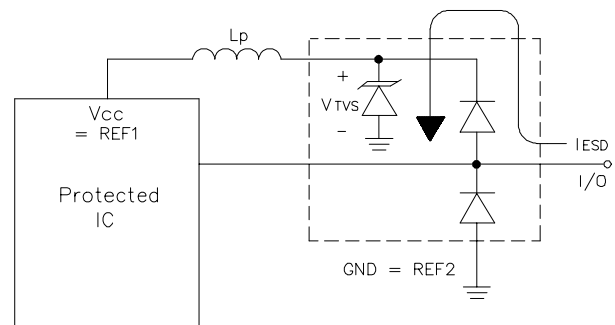 Lp
Vcc
= REF1
+
VTVS
-
IESD
I/O
Protected
IC
GND = REF2